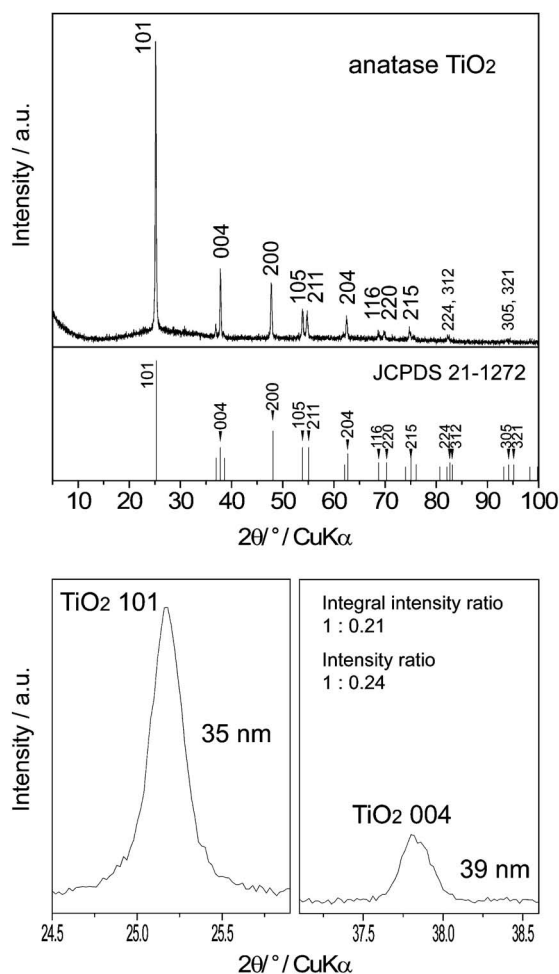 101
anatase TiO2
Intensity / a.u.
004
200
105
211
204
116
220
215
224, 312
305, 321
JCPDS 21-1272
101
004
200
105
211
204
116
220
215
224
312
305
321
10 20 30 40 50 60 70 80 90 100
2θ/°/CuKα
TiO2 101
35 nm
Intensity / a.u.
24.5 25.0 25.5
Integral intensity ratio
1 : 0.21
Intensity ratio
1 : 0.24
TiO2 004
39 nm
37.5 38.0 38.5
2θ/°/CuKα